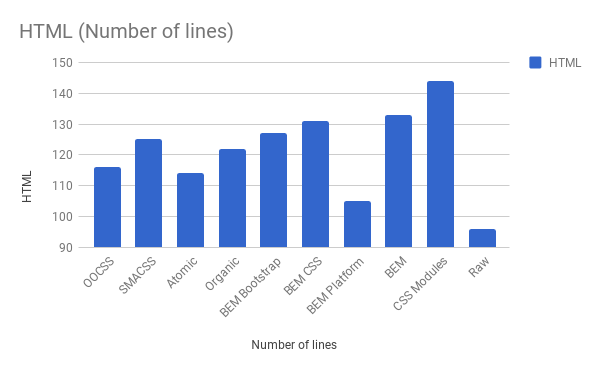 HTML (Number of lines)
HTML
150
140
130
120
110
100
90
HTML
OOCSS
SMACSS
Atomic
Organic
BEM Bootstrap
BEM CSS
BEM Platform
BEM
CSS Modules
Raw
Number of lines